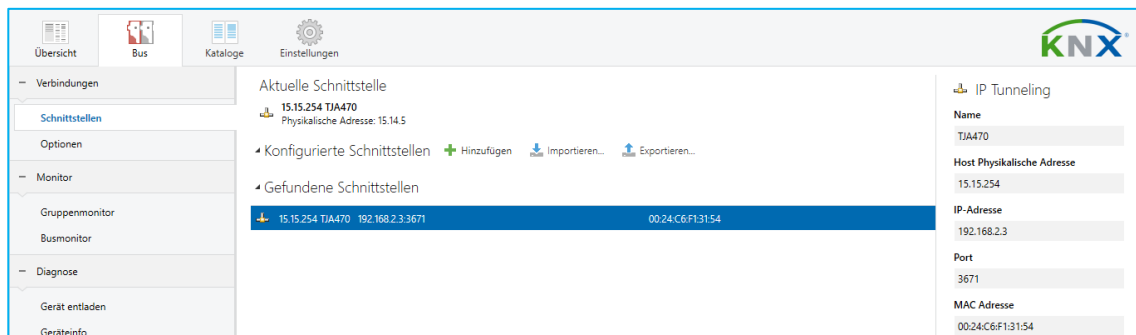 Übersicht
Bus
Kataloge
Einstellungen
KNX
Verbindungen
Schnittstellen
Optionen
Monitor
Gruppenmonitor
Busmonitor
Diagnose
Gerät entladen
Geräteinfo
Aktuelle Schnittstelle
15.15.254 TJA470
Physikalische Adresse: 15.14.5
Konfigurierte Schnittstellen Hinzufügen Importieren... Exportieren...
Gefundene Schnittstellen
15.15.254 TJA470 192.168.2.3:3671 00:24:C6:F1:31:54
IP Tunneling
Name
TJA470
Host Physikalische Adresse
15.15.254
IP-Adresse
192.168.2.3
Port
3671
MAC Adresse
00:24:C6:F1:31:54